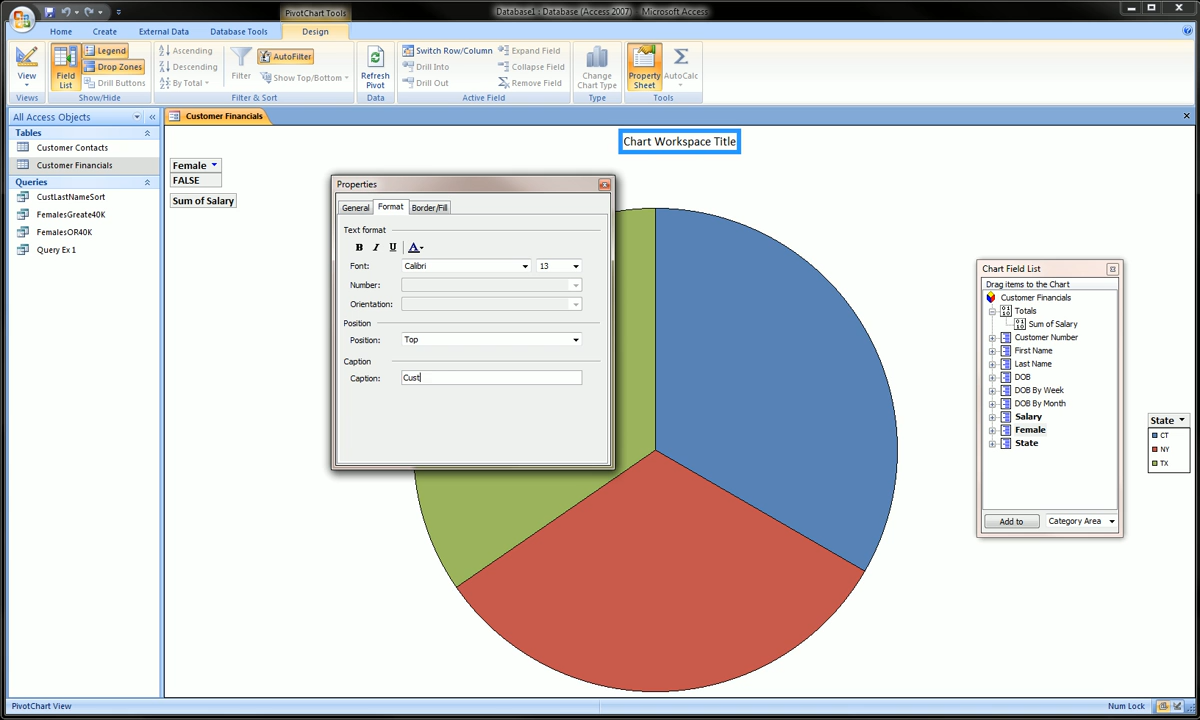 PivotChart Tools
Database1 : Database (Access 2007) - Microsoft Access
Home Create External Data Database Tools Design
View
Field List
Legend
Drop Zones
Drill Buttons
Ascending
Descending
By Total
Filter
AutoFilter
Show Top/Bottom
Refresh Pivot
Switch Row/Column
Drill Into
Drill Out
Expand Field
Collapse Field
Remove Field
Change Chart Type
Property Sheet
AutoCalc
Views Show/Hide Filter & Sort Data Active Field Type Tools
All Access Objects
Customer Financials
Tables
Customer Contacts
Customer Financials
Queries
CustLastNameSort
FemalesGreate40K
FemalesOR40K
Query Ex 1
Chart Workspace Title
Female
FALSE
Sum of Salary
Properties
General Format Border/Fill
Text format
B I U A
Font: Calibri 13
Number:
Orientation:
Position
Position: Top
Caption
Caption: Cust
Chart Field List
Drag items to the Chart
Customer Financials
Totals
Sum of Salary
Customer Number
First Name
Last Name
DOB
DOB By Week
DOB By Month
Salary
Female
State
Add to Category Area
State
CT
NY
TX
PivotChart View
Num Lock